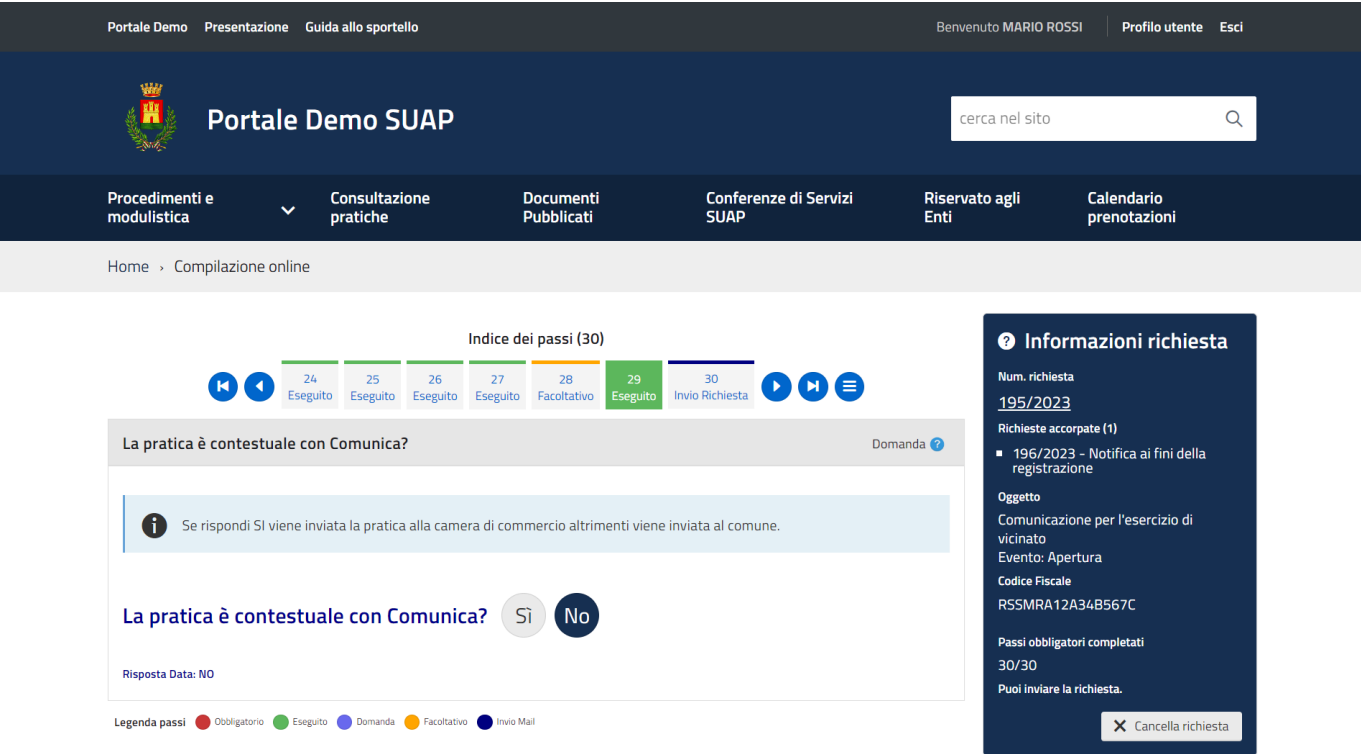 Portale Demo Presentazione Guida allo sportello Benvenuto MARIO ROSSI Profilo utente Esci
Portale Demo SUAP
cerca nel sito
Procedimenti e modulistica
Consultazione pratiche
Documenti Pubblicati
Conferenze di Servizi SUAP
Riservato agli Enti
Calendario prenotazioni
Home › Compilazione online
Indice dei passi (30)
24 Eseguito
25 Eseguito
26 Eseguito
27 Eseguito
28 Facoltativo
29 Eseguito
30 Invio Richiesta
La pratica è contestuale con Comunica? Domanda ?
Se rispondi SI viene inviata la pratica alla camera di commercio altrimenti viene inviata al comune.
La pratica è contestuale con Comunica? Sì No
Risposta Data: NO
Legenda passi Obbligatorio Eseguito Domanda Facoltativo Invio Mail
Informazioni richiesta
Num. richiesta
195/2023
Richieste accorpate (1)
196/2023 - Notifica ai fini della
registrazione
Oggetto
Comunicazione per l'esercizio di
vicinato
Evento: Apertura
Codice Fiscale
RSSMRA12A34B567C
Passi obbligatori completati
30/30
Puoi inviare la richiesta.
Cancella richiesta